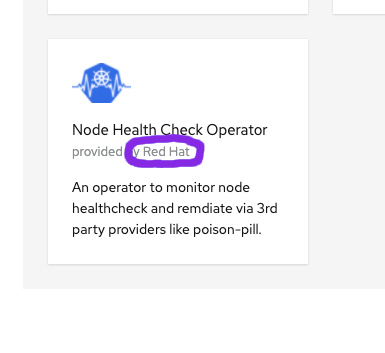 Node Health Check Operator
provided y Red Hat
An operator to monitor node
healthcheck and remdiate via 3rd
party providers like poison-pill.